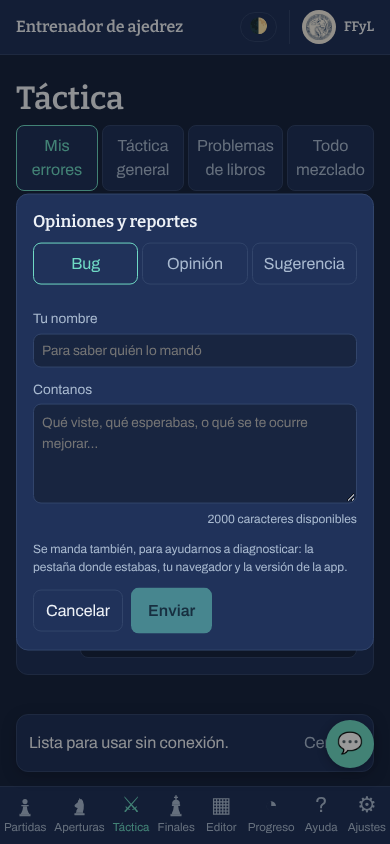 Entrenador de ajedrez
FFyL
Táctica
Mis errores
Táctica general
Problemas de libros
Todo mezclado
Opiniones y reportes
Bug
Opinión
Sugerencia
Tu nombre
Para saber quién lo mandó
Contanos
Qué viste, qué esperabas, o qué se te ocurre
mejorar...
2000 caracteres disponibles
Se manda también, para ayudarnos a diagnosticar: la
pestaña donde estabas, tu navegador y la versión de la app.
Cancelar
Enviar
Lista para usar sin conexión.
Partidas
Aperturas
Táctica
Finales
Editor
Progreso
Ayuda
Ajustes